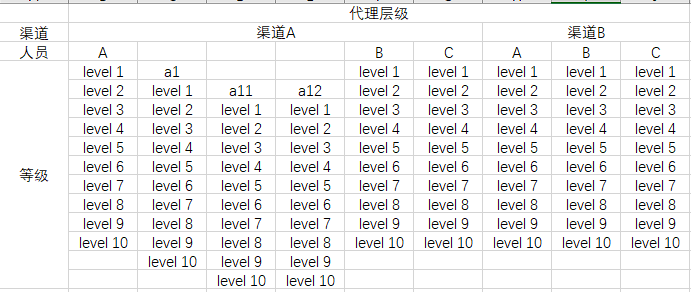 代理层级
渠道 渠道A 渠道B
人员 A B C A B C
level 1 a1 level 1 level 1 level 1 level 1 level 1
level 2 level 1 a11 a12 level 2 level 2 level 2 level 2 level 2
level 3 level 2 level 1 level 1 level 3 level 3 level 3 level 3 level 3
level 4 level 3 level 2 level 2 level 4 level 4 level 4 level 4 level 4
level 5 level 4 level 3 level 3 level 5 level 5 level 5 level 5 level 5
等级 level 6 level 5 level 4 level 4 level 6 level 6 level 6 level 6 level 6
level 7 level 6 level 5 level 5 level 7 level 7 level 7 level 7 level 7
level 8 level 7 level 6 level 6 level 8 level 8 level 8 level 8 level 8
level 9 level 8 level 7 level 7 level 9 level 9 level 9 level 9 level 9
level 10 level 9 level 8 level 8 level 10 level 10 level 10 level 10 level 10
level 10 level 9 level 9
level 10 level 10